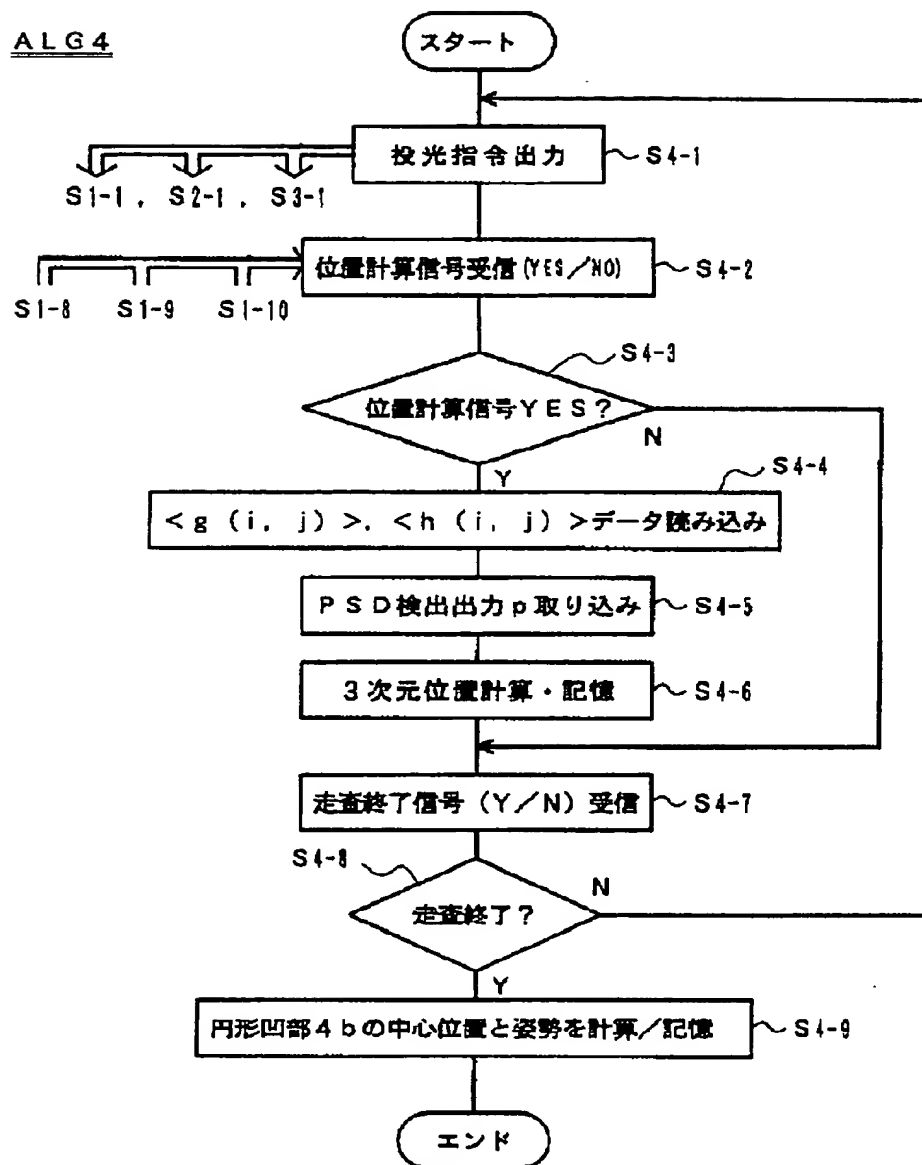 ALG4
スタート
投光指令出力
S4-1
S1-1, S2-1, S3-1
位置計算信号受信(YES/NO)
S4-2
S1-8 S1-9 S1-10
S4-3
位置計算信号YES?
N
Y
S4-4
<g(i, j)>, <h(i, j)>データ読み込み
PSD検出出力p取り込み
S4-5
3次元位置計算・記憶
S4-6
走査終了信号(Y/N)受信
S4-7
S4-8
走査終了?
N
Y
円形凹部4bの中心位置と姿勢を計算/記憶
S4-9
エンド